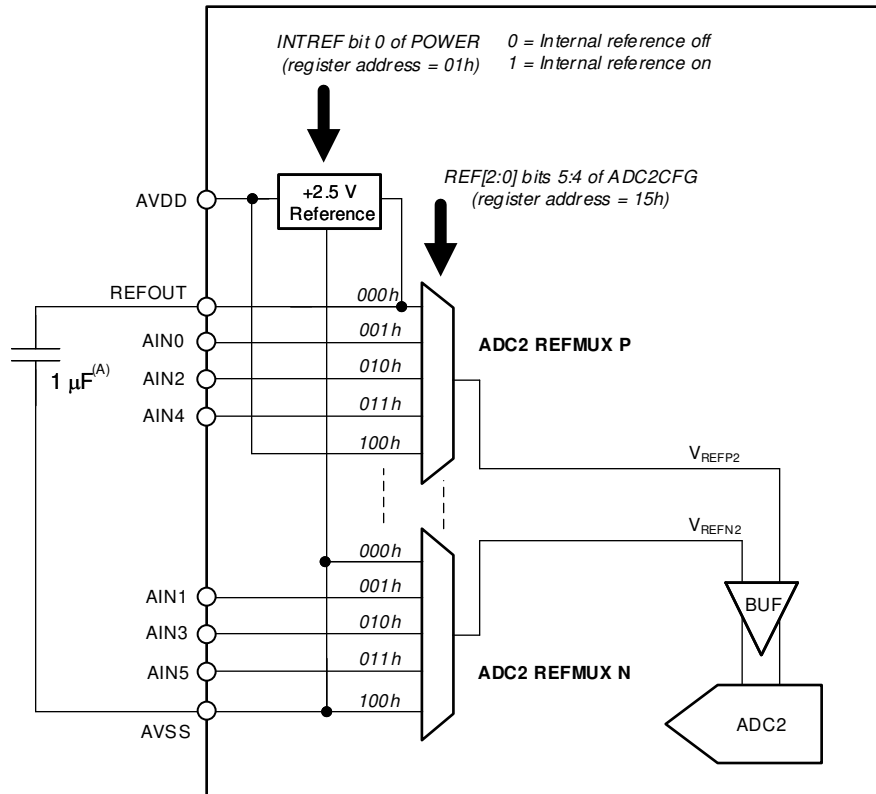 INTREF bit 0 of POWER 0 = Internal reference off
(register address = 01h) 1 = Internal reference on
+2.5 V
Reference
REF[2:0] bits 5:4 of ADC2CFG
(register address = 15h)
AVDD
REFOUT
000h
AIN0
001h
AIN2
010h
AIN4
011h
100h
ADC2 REFMUX P
1 μF(A)
VREFP2
VREFN2
000h
AIN1
001h
AIN3
010h
AIN5
011h
AVSS
100h
ADC2 REFMUX N
BUF
ADC2